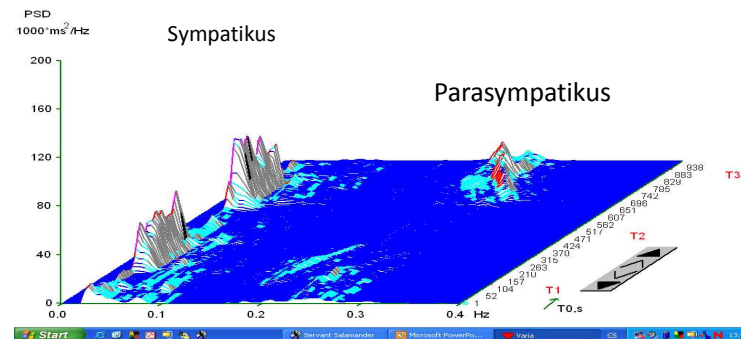 PSD
1000*ms²/Hz
Sympatikus
Parasympatikus
200
160
120
80
40
0
0.0 0.1 0.2 0.3 0.4 Hz
1
52
104
157
210
263
315
370
424
471
517
562
607
651
696
742
785
829
883
938
T1
T2
T3
T0,s
Start Servant Salamander Microsoft PowerPo... Varia CS N